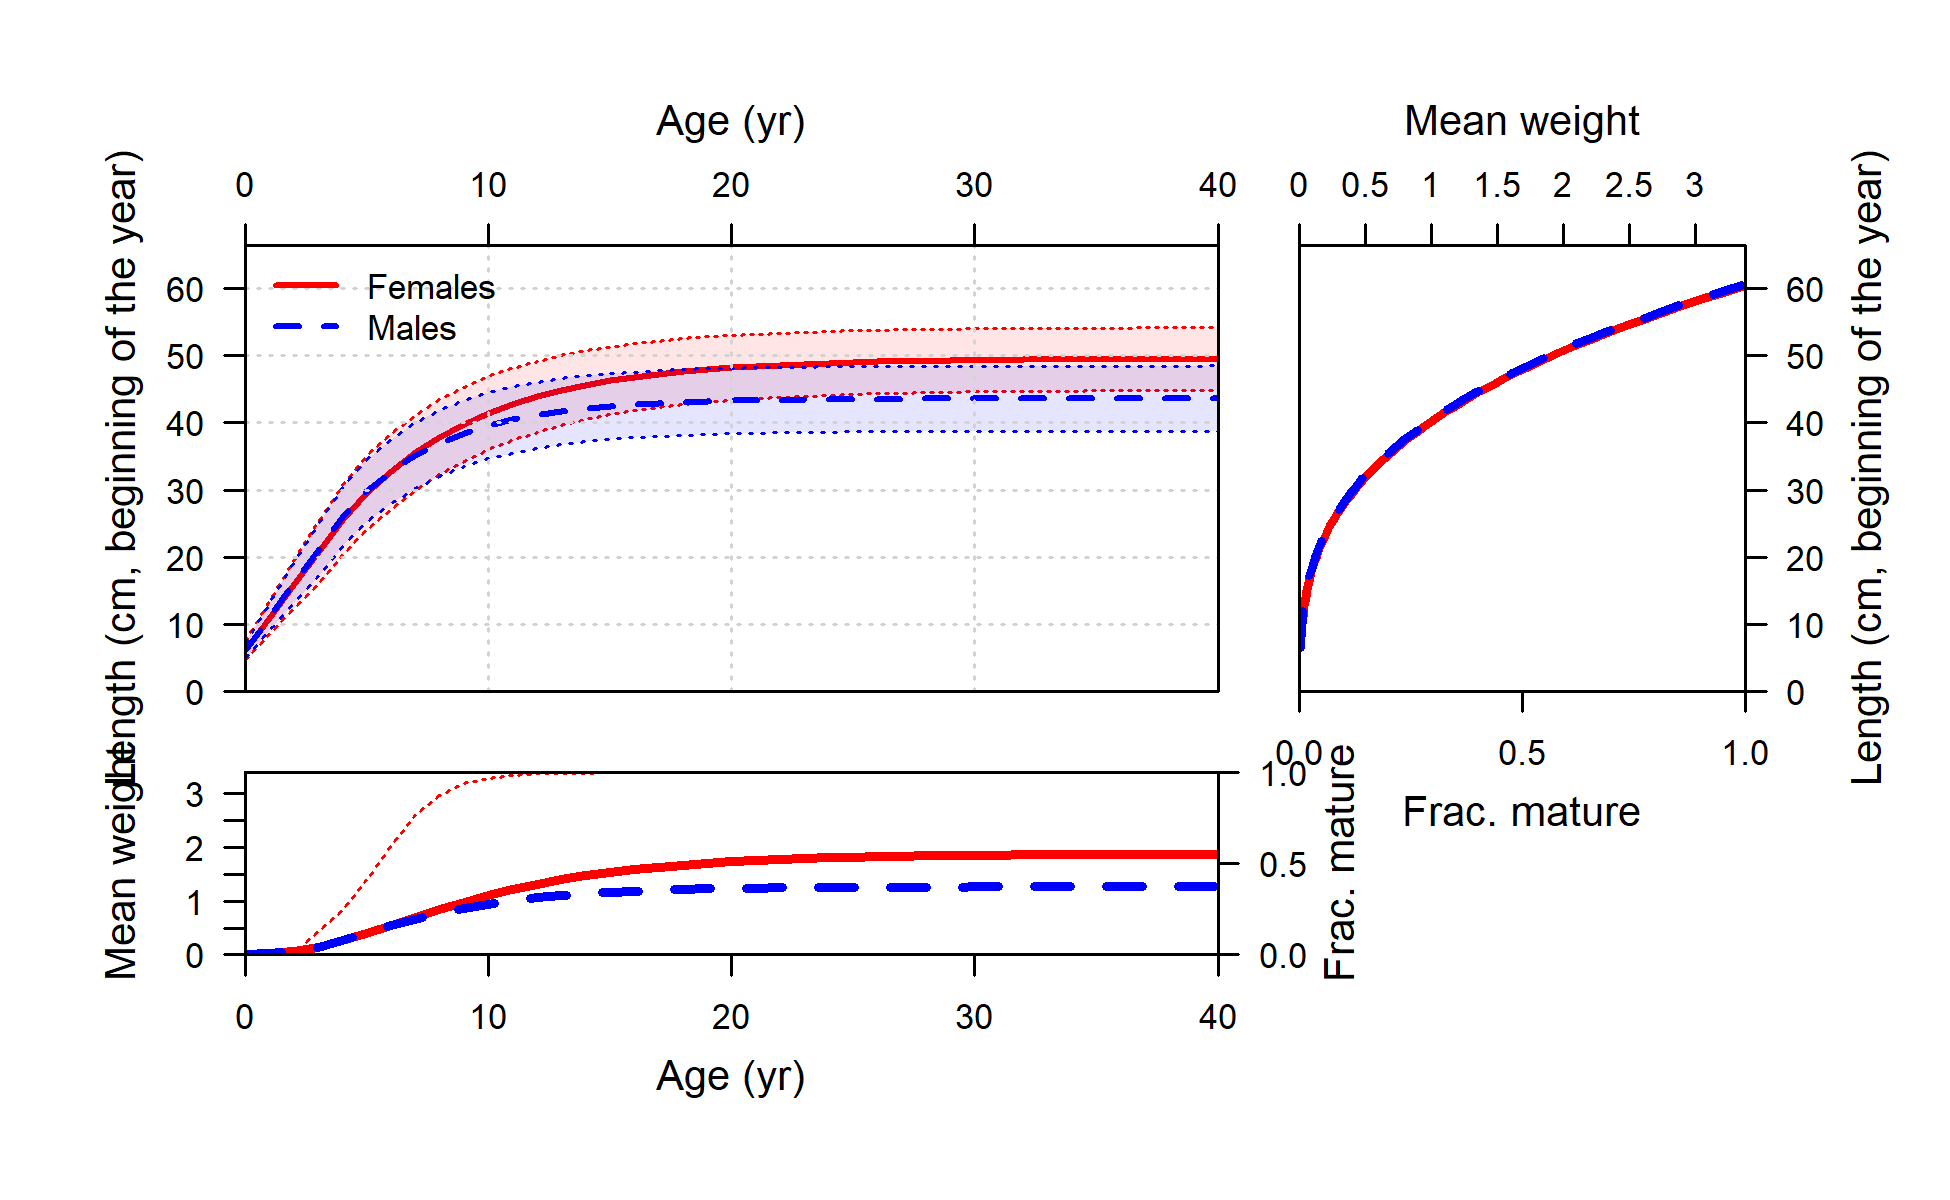 Age (yr)
Mean weight
0 10 20 30 40
0 0.5 1 1.5 2 2.5 3
Length (cm, beginning of the year)
60
50
40
30
20
10
0
Females
Males
60
50
40
30
20
10
0
Length (cm, beginning of the year)
0.0 0.5 1.0
Frac. mature
Mean weight
3
2
1
0
1.0
0.5
0.0
Frac. mature
0 10 20 30 40
Age (yr)